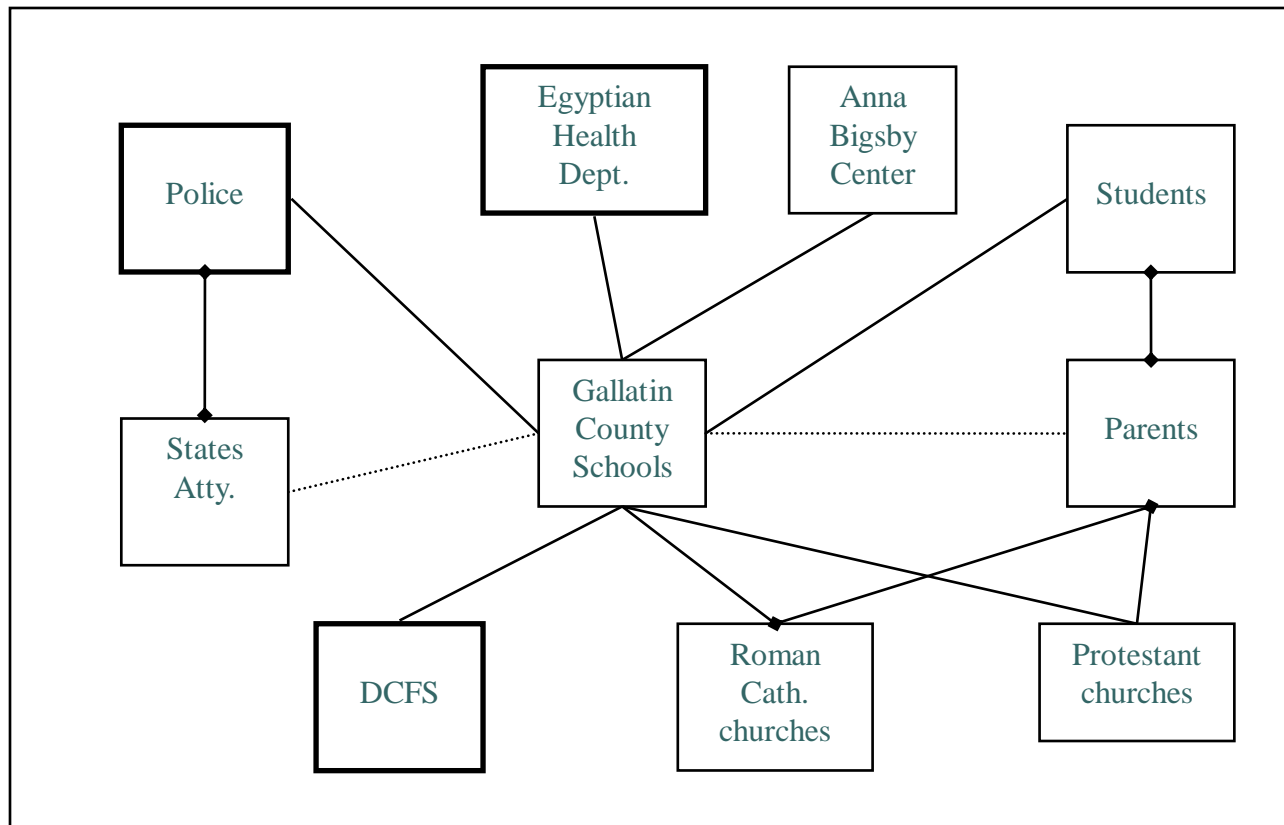 Egyptian
Health
Dept.
Anna
Bigsby
Center
Police
Students
Gallatin
County
Schools
States
Atty.
Parents
DCFS
Roman
Cath.
churches
Protestant
churches